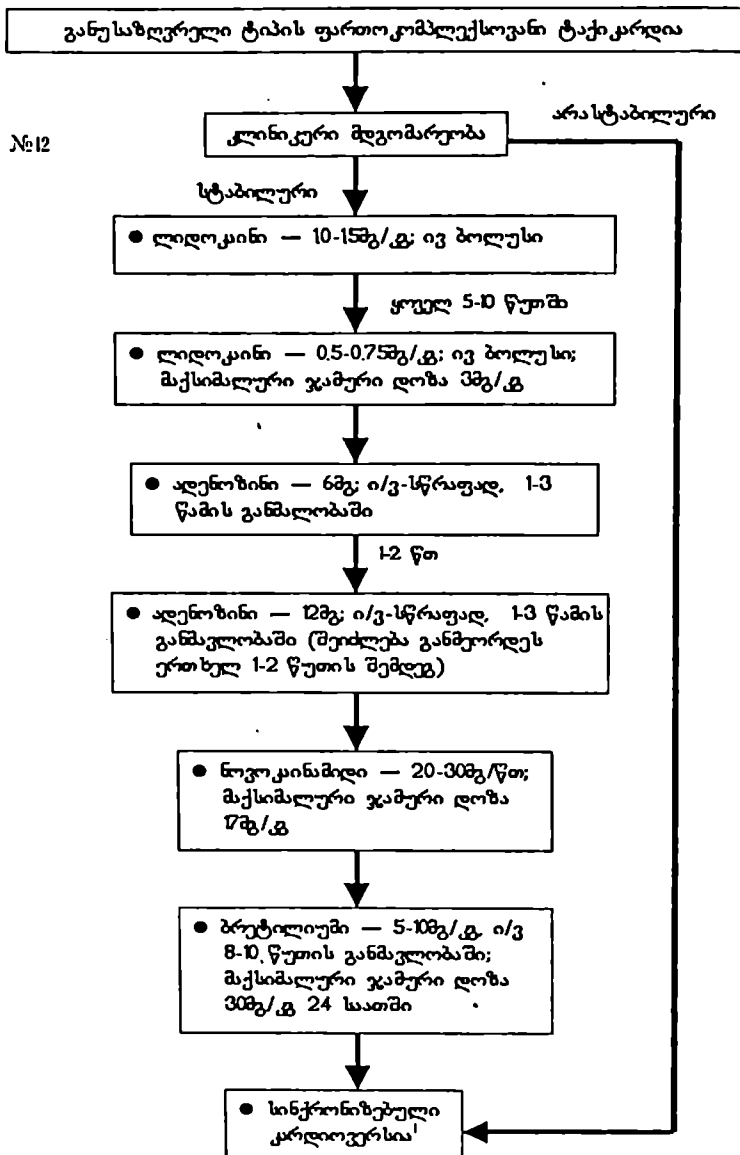 განუსაზღვრელი ტიპის ფართოკომპლექსოვანი ტაქიკარდია
არასტაბილური
კლინიკური მდგომარეობა
№12
სტაბილური
● ლიდოკაინი — 1.0-1.5მგ/კგ; ივ ბოლუსი
ყოველ 5-10 წუთში
● ლიდოკაინი — 0.5-0.75მგ/კგ; ივ ბოლუსი;
მაქსიმალური ჯამური დოზა 3მგ/კგ
● ადენოზინი — 6მგ; ი/ვ-სწრაფად, 1-3
წამის განმალობაში
1-2 წთ
● ადენოზინი — 12მგ; ი/ვ-სწრაფად, 1-3 წამის
განმავლობაში (შეიძლება განმეორდეს
ერთხელ 1-2 წუთის შემდეგ)
● ნოვოკაინამიდი — 20-30მგ/წთ;
მაქსიმალური ჯამური დოზა
17მგ/კგ
● ბრეტილიუმი — 5-10მგ/კგ, ი/ვ
8-10 წუთის განმავლობაში;
მაქსიმალური ჯამური დოზა
30მგ/კგ 24 საათში
● სინქრონიზებული
კარდიოვერსია¹